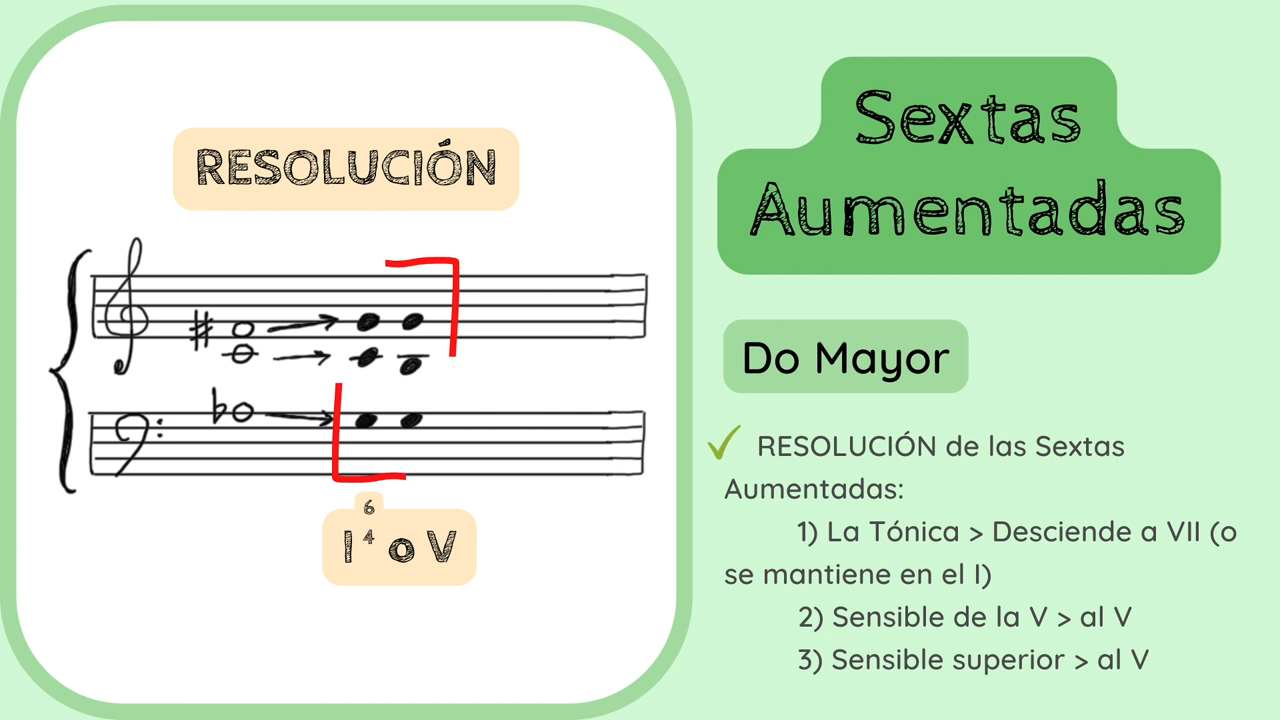 RESOLUCIÓN
6
I 4 o V
Sextas
Aumentadas
Do Mayor
RESOLUCIÓN de las Sextas
Aumentadas:
1) La Tónica > Desciende a VII (o
se mantiene en el I)
2) Sensible de la V > al V
3) Sensible superior > al V